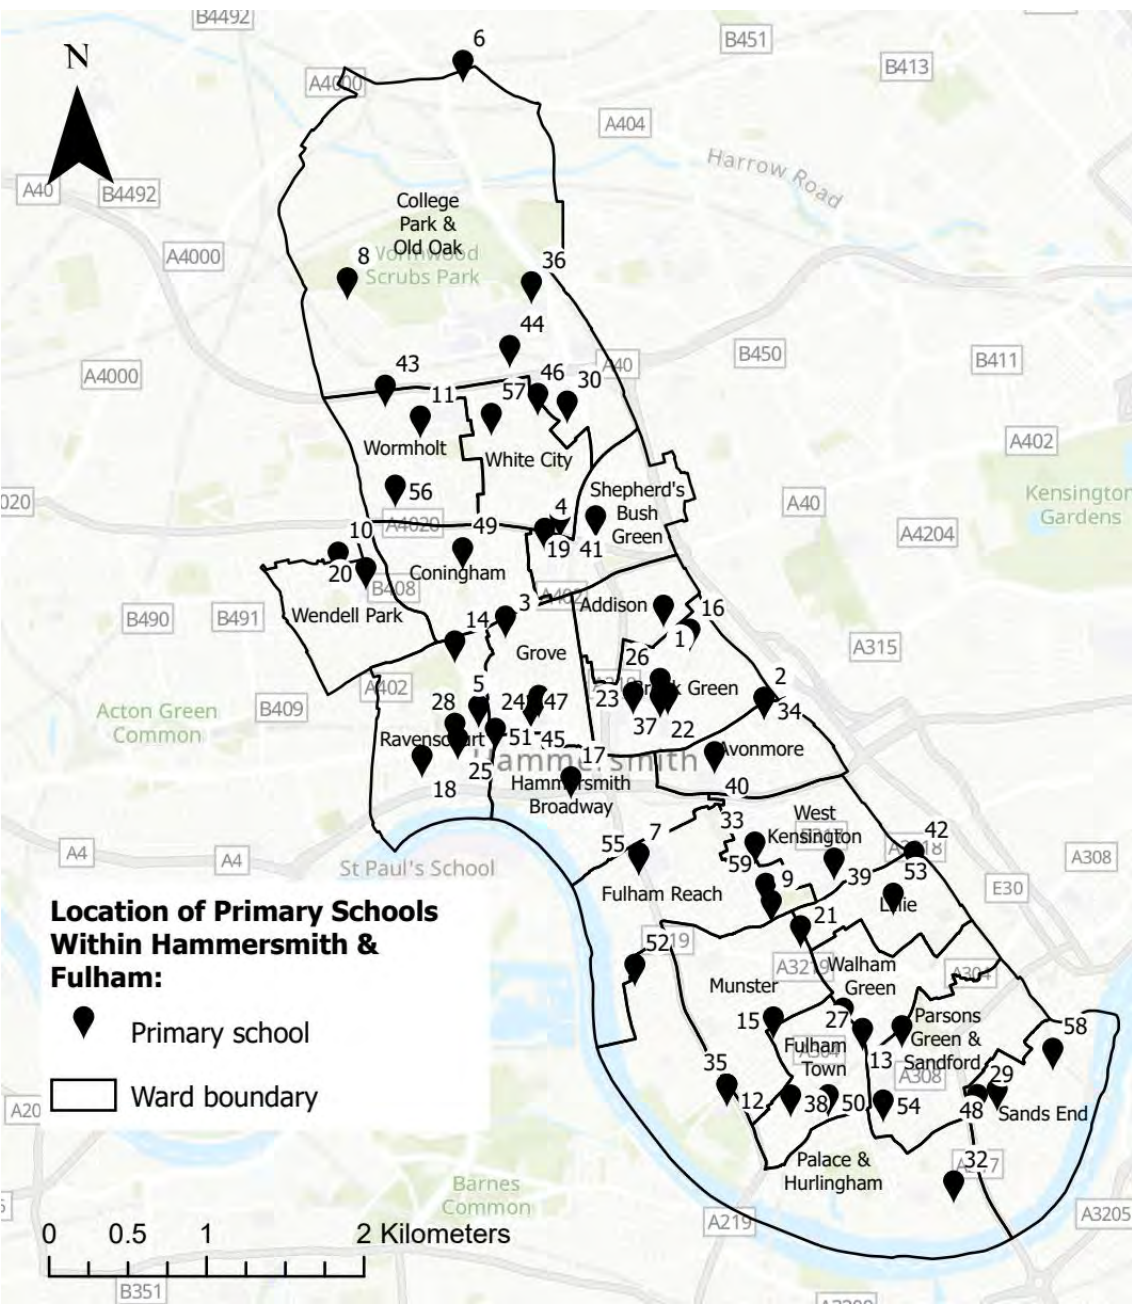 B4492
6
B451
N
A4000
B413
A404
Harrow Road
A40
B4492
College
Park &
Old Oak
A4000
8
Scrubs Park
36
44
A4000
43
A40
B450
B411
11
57
46
30
Wormholt
White City
A402
56
Shepherd's
Bush
Green
020
A4020
49
4
A40
Kensington
Gardens
A4204
10
19
41
20
Coningham
B408
Wendell Park
3
Addison
16
B490
B491
14
1
Grove
26
A315
A402
5
24
47
23
2
Acton Green
Common
B409
28
37
22
34
Ravenscourt
51
45
17
Avonmore
25
Hammersmith
18
Hammersmith
Broadway
40
West
Kensington
33
A4
A4
St Paul's School
55
7
42
A308
59
9
39
53
E30
Fulham Reach
Lillie
Location of Primary Schools
Within Hammersmith &
Fulham:
21
52
A3219
Walham
Green
A304
Munster
Primary school
15
27
Parsons
Green &
Sandford
58
Fulham
Town
13
35
A308
29
Ward boundary
12
38
50
54
48
Sands End
A20
Palace &
Hurlingham
32
Barnes
Common
A219
A3205
0
0.5
1
2 Kilometers
B351